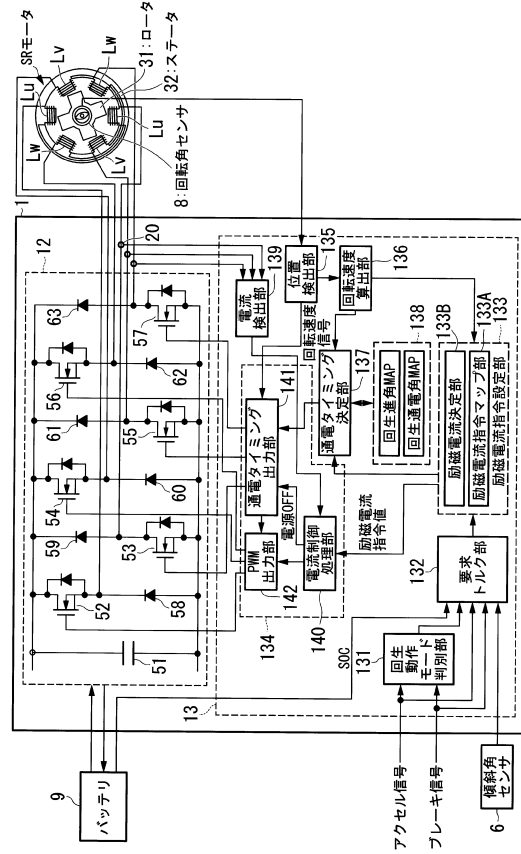 1
SRモータ
Lu
Lv
Lw
31:ロータ
32:ステータ
Lw
Lv
Lu
8:回転角センサ
12
20
63
57
56
62
61
55
54
60
59
53
52
58
51
9
バッテリ
電流
検出部
139
位置
検出部
135
回転速度
算出部
136
回転速度
信号
通電タイミング
出力部
141
通電タイミング
決定部
137
回生進角MAP
回生通電角MAP
138
PWM
出力部
142
電源OFF
電流制御
処理部
140
134
励磁電流
指令値
励磁電流決定部
133B
励磁電流指令マップ部
133A
励磁電流指令設定部
133
要求
トルク部
132
SOC
回生
動作
モード
判別部
131
13
アクセル信号
ブレーキ信号
傾斜角
センサ
6